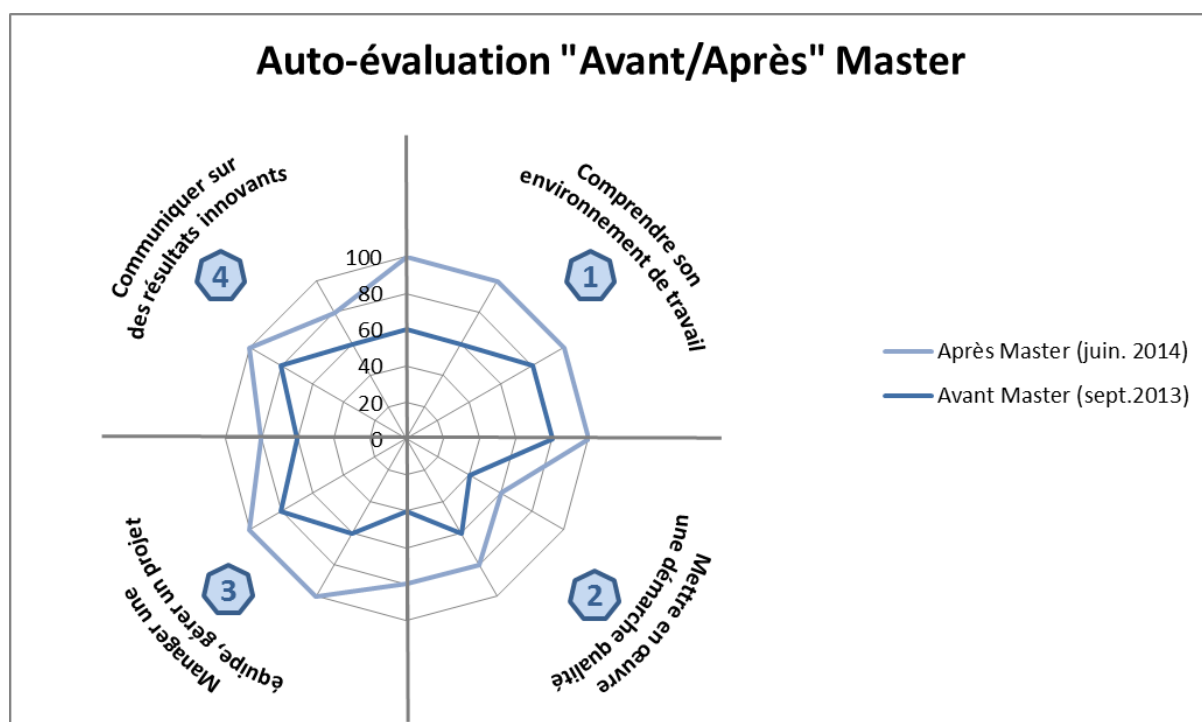 Auto-évaluation "Avant/Après" Master
Communiquer sur
des résultats innovants
4
Comprendre son
environnement de travail
1
100
80
60
40
20
0
Après Master (juin. 2014)
Avant Master (sept.2013)
Manager une
équipe, gérer un projet
3
Mettre en œuvre
une démarche qualité
2